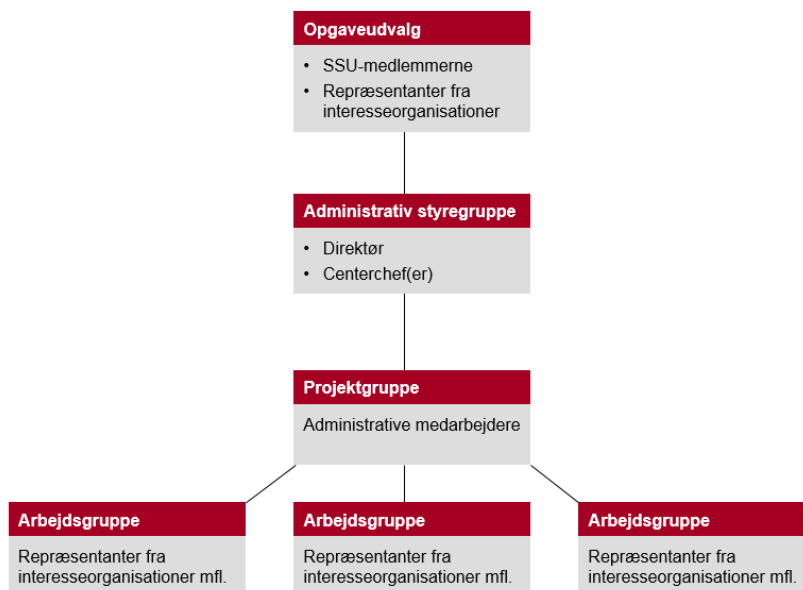 Opgaveudvalg
• SSU-medlemmerne
• Repræsentanter fra
interesseorganisationer
Administrativ styregruppe
• Direktør
• Centerchef(er)
Projektgruppe
Administrative medarbejdere
Arbejdsgruppe
Repræsentanter fra
interesseorganisationer mfl.
Arbejdsgruppe
Repræsentanter fra
interesseorganisationer mfl.
Arbejdsgruppe
Repræsentanter fra
interesseorganisationer mfl.